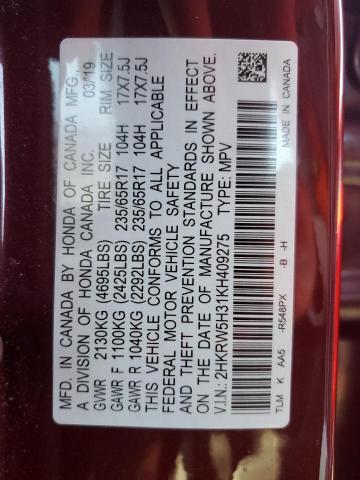 MFD. IN CANADA BY HONDA OF CANADA MFG.,
A DIVISION OF HONDA CANADA INC. 03/19
GVWR 2130KG (4695LBS) TIRE SIZE RIM SIZE
GAWR F 1100KG (2425LBS) 235/65R17 104H 17X7.5J
GAWR R 1040KG (2292LBS) 235/65R17 104H 17X7.5J
THIS VEHICLE CONFORMS TO ALL APPLICABLE
FEDERAL MOTOR VEHICLE SAFETY
AND THEFT PREVENTION STANDARDS IN EFFECT
ON THE DATE OF MANUFACTURE SHOWN ABOVE.
V.I.N.: 2HKRW5H31KH409275 TYPE: MPV
TLM K AA5 -R548PX -B -H MADE IN CANADA